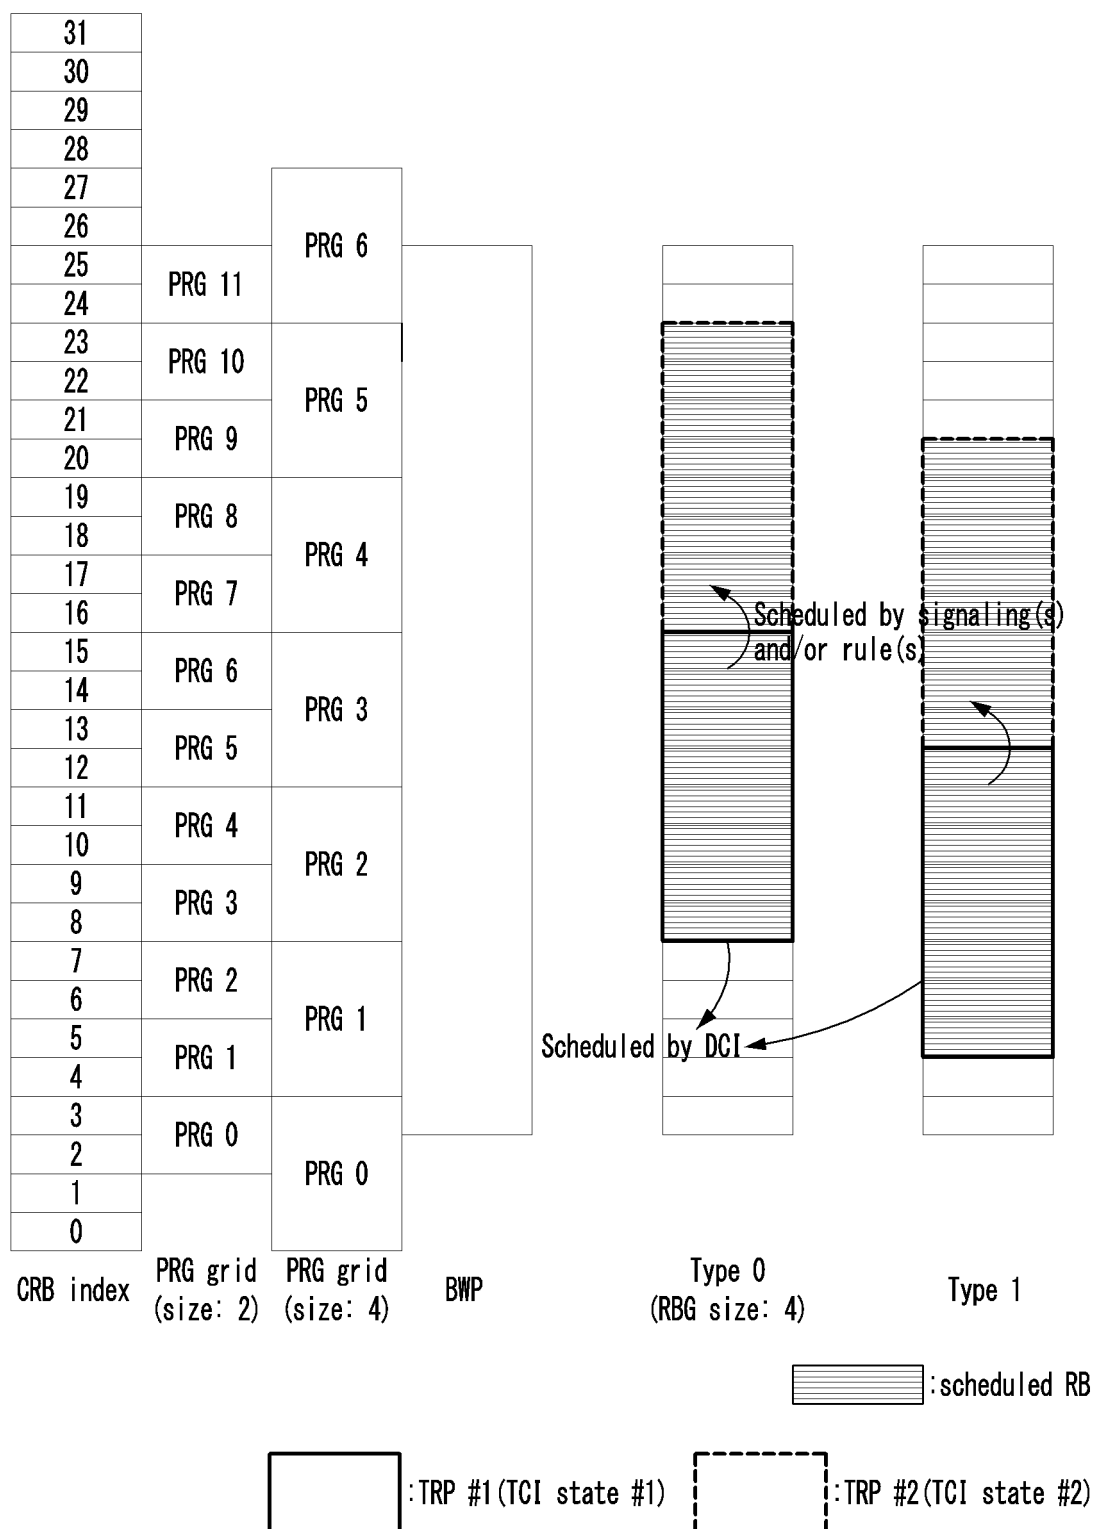 31
30
29
28
27
26
25
24
23
22
21
20
19
18
17
16
15
14
13
12
11
10
9
8
7
6
5
4
3
2
1
0
CRB index
PRG 11
PRG 10
PRG 9
PRG 8
PRG 7
PRG 6
PRG 5
PRG 4
PRG 3
PRG 2
PRG 1
PRG 0
PRG grid
(size: 2)
PRG 6
PRG 5
PRG 4
PRG 3
PRG 2
PRG 1
PRG 0
PRG grid
(size: 4)
BWP
Scheduled by signaling(s)
and/or rule(s)
Scheduled by DCI
Type 0
(RBG size: 4)
Type 1
:scheduled RB
:TRP #1(TCI state #1)
:TRP #2(TCI state #2)